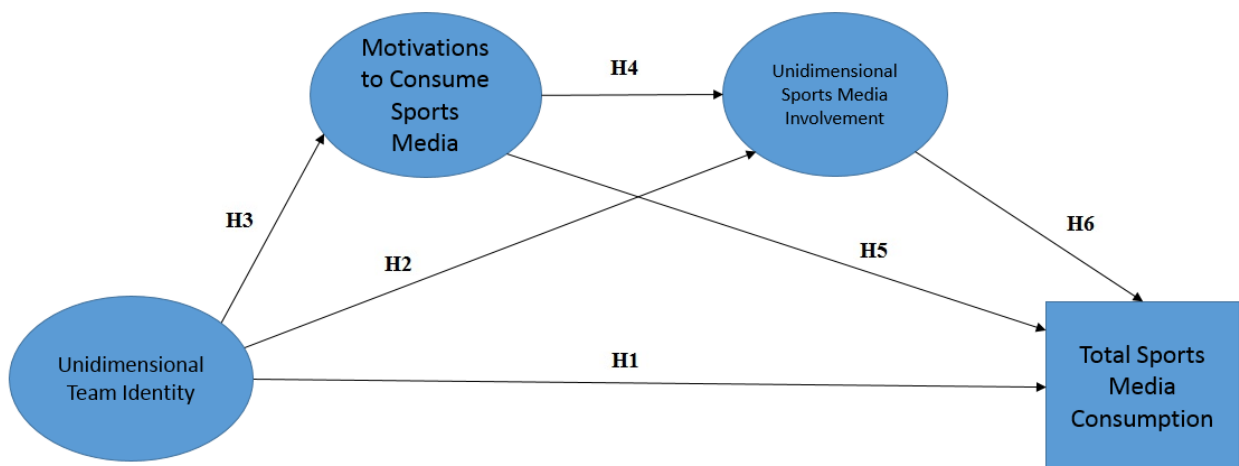 Motivations
to Consume
Sports
Media
H4
Unidimensional
Sports Media
Involvement
H3
H2
H5
H6
Unidimensional
Team Identity
H1
Total Sports
Media
Consumption